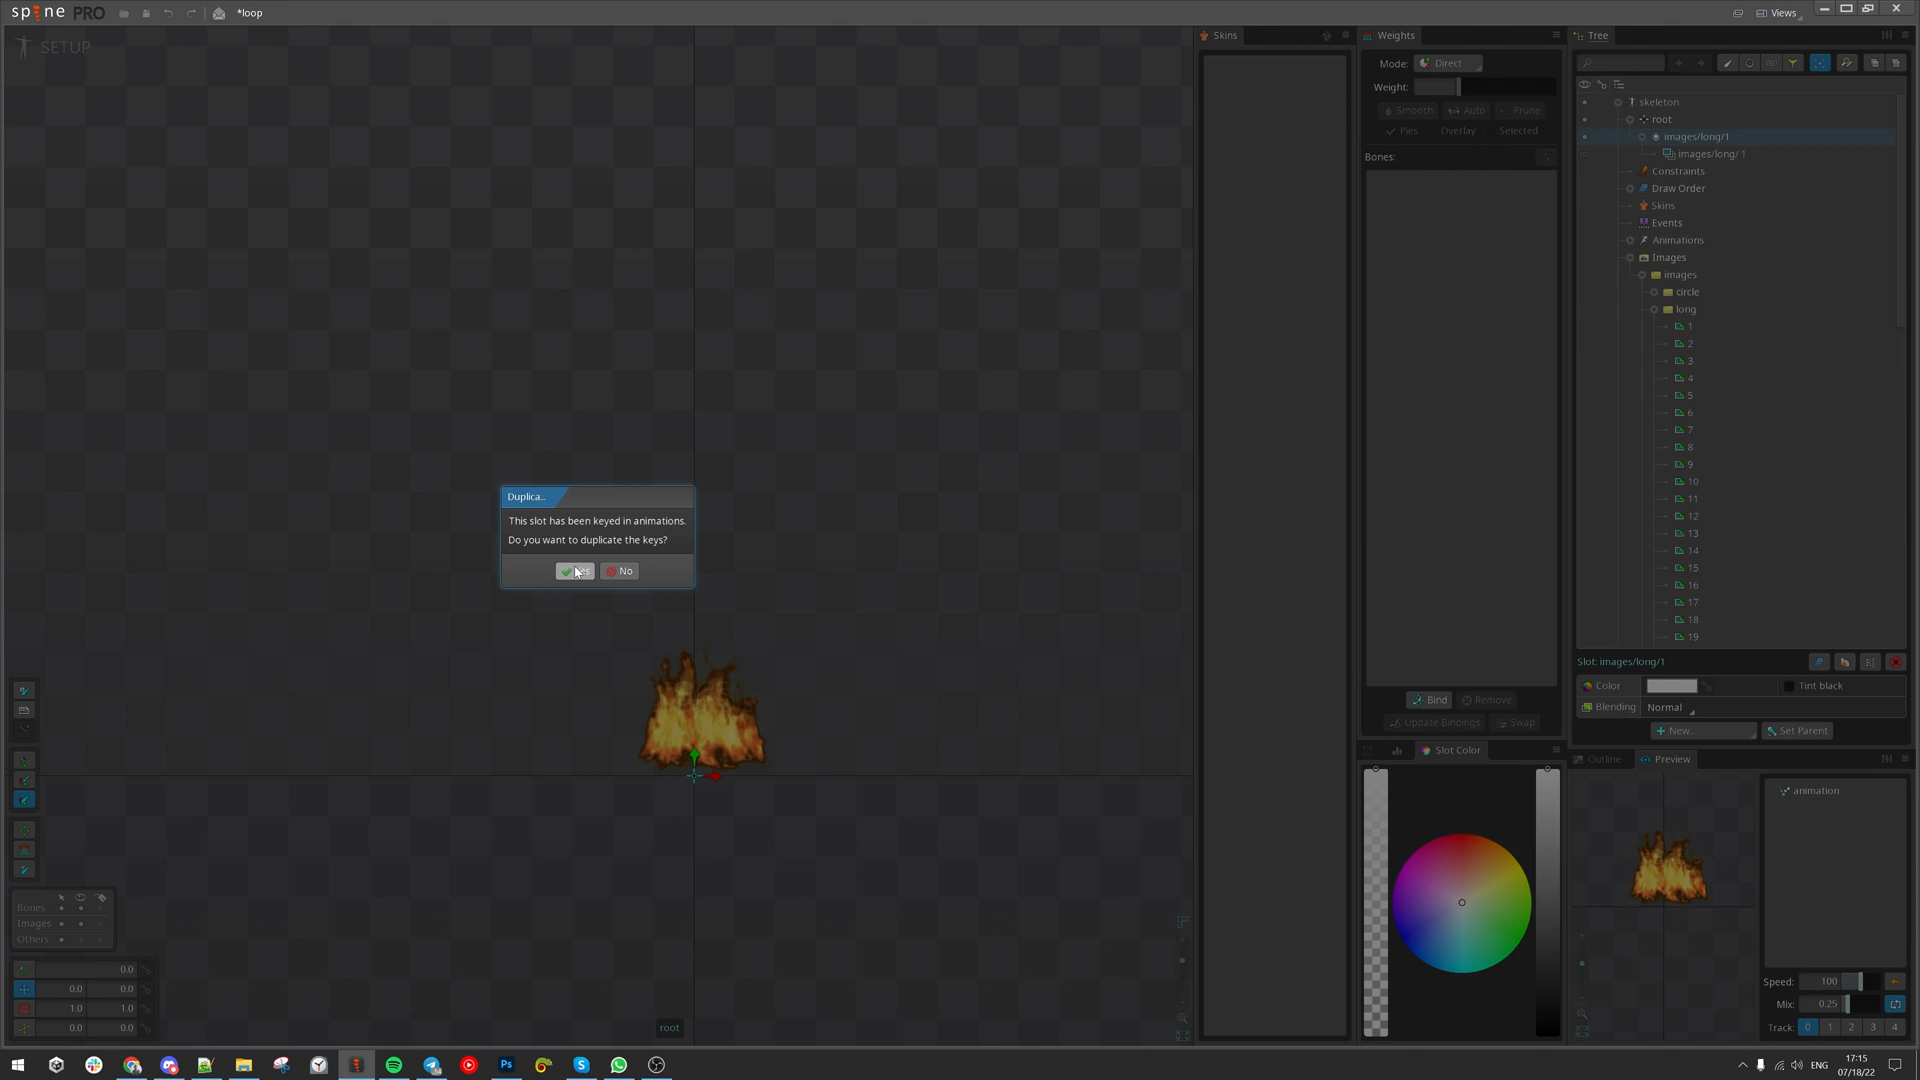 spine PRO
*loop
Views
SETUP
Skins
Weights
Tree
Mode: Direct
Weight:
Smooth Auto Prune
Pies Overlay Selected
Bones:
skeleton
root
images/long/1
images/long/ 1
Constraints
Draw Order
Skins
Events
Animations
Images
images
circle
long
1
2
3
4
5
6
7
8
9
10
11
12
13
14
15
16
17
18
19
Duplica...
This slot has been keyed in animations.
Do you want to duplicate the keys?
No
Slot: images/long/1
Color
Tint black
Blending Normal
New...
Set Parent
Bind Remove
Update Bindings Swap
Slot Color
Outline Preview
animation
Speed: 100
Mix: 0.25
Track: 0 1 2 3 4
Bones
Images
Others
0.0
0.0 0.0
1.0 1.0
0.0 0.0
root
Ps
ENG
17:15
07/18/22